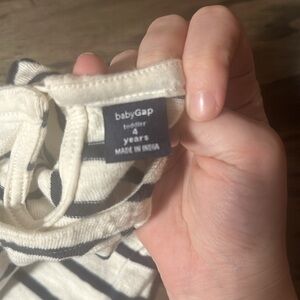 babyGap
toddler
4
years
MADE IN INDIA